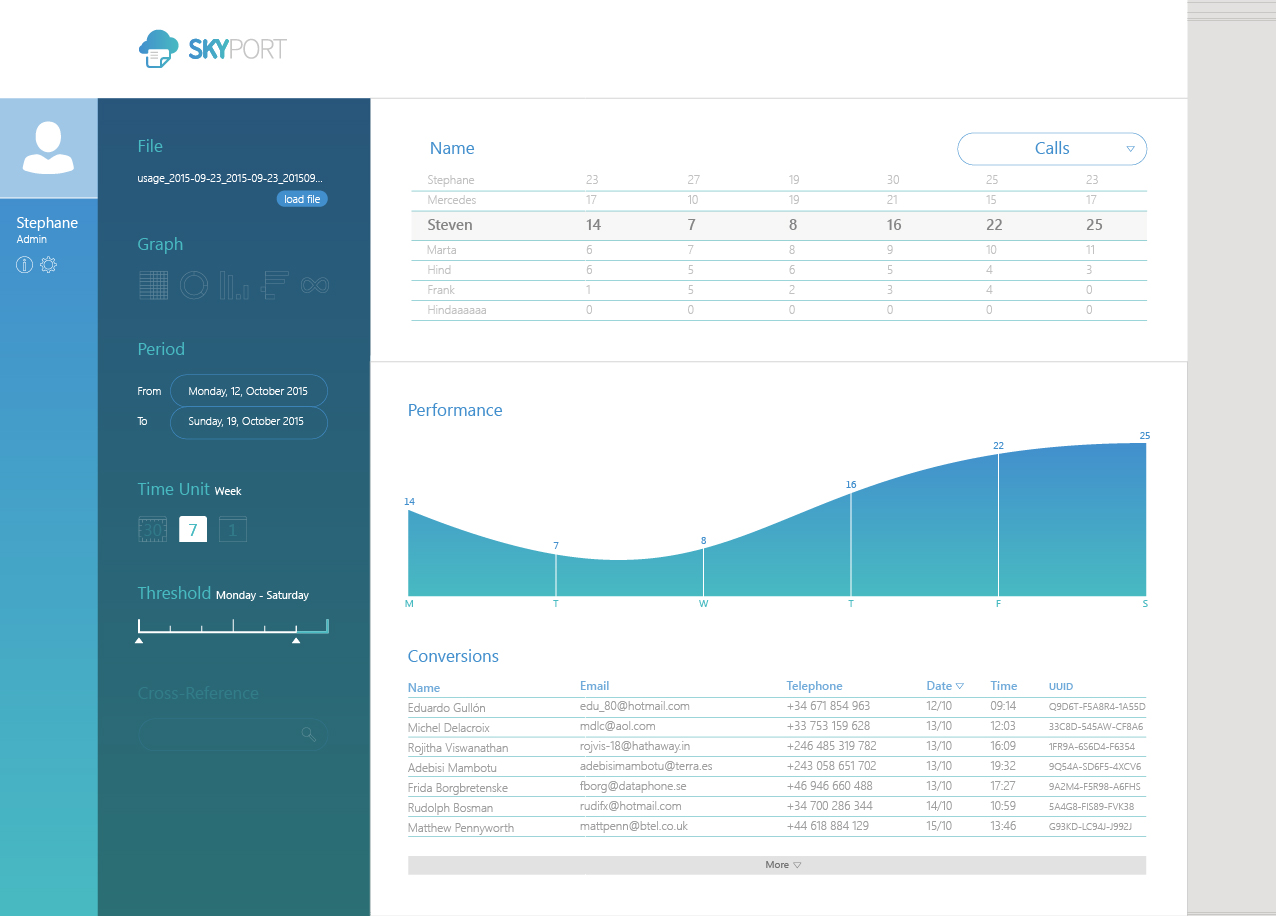 SKYPORT
Stephane
Admin
File
usage_2015-09-23_2015-09-23_201509...
load file
Graph
Period
From Monday, 12, October 2015
To Sunday, 19, October 2015
Time Unit Week
30 7 1
Threshold Monday - Saturday
Cross-Reference
Name Calls
Stephane 23 27 19 30 25 23
Mercedes 17 10 19 21 15 17
Steven 14 7 8 16 22 25
Marta 6 7 8 9 10 11
Hind 6 5 6 5 4 3
Frank 1 5 2 3 4 0
Hindaaaaaa 0 0 0 0 0 0
Performance
14 7 8 16 22 25
M T W T F S
Conversions
Name Email Telephone Date Time UUID
Eduardo Gullón edu_80@hotmail.com +34 671 854 963 12/10 09:14 Q9D6T-F5A8R4-1A55D
Michel Delacroix mdlc@aol.com +33 753 159 628 13/10 12:03 33C8D-545AW-CF8A6
Rojitha Viswanathan rojvis-18@hathaway.in +246 485 319 782 13/10 16:09 1FR9A-6S6D4-F6354
Adebisi Mambotu adebisimambotu@terra.es +243 058 651 702 13/10 19:32 9Q54A-SD6F5-4XCV6
Frida Borgbretenske fborg@dataphone.se +46 946 660 488 13/10 17:27 9A2M4-F5R98-A6FHS
Rudolph Bosman rudifx@hotmail.com +34 700 286 344 14/10 10:59 5A4G8-FIS89-FVK38
Matthew Pennyworth mattpenn@btel.co.uk +44 618 884 129 15/10 13:46 G93KD-LC94J-J992J
More